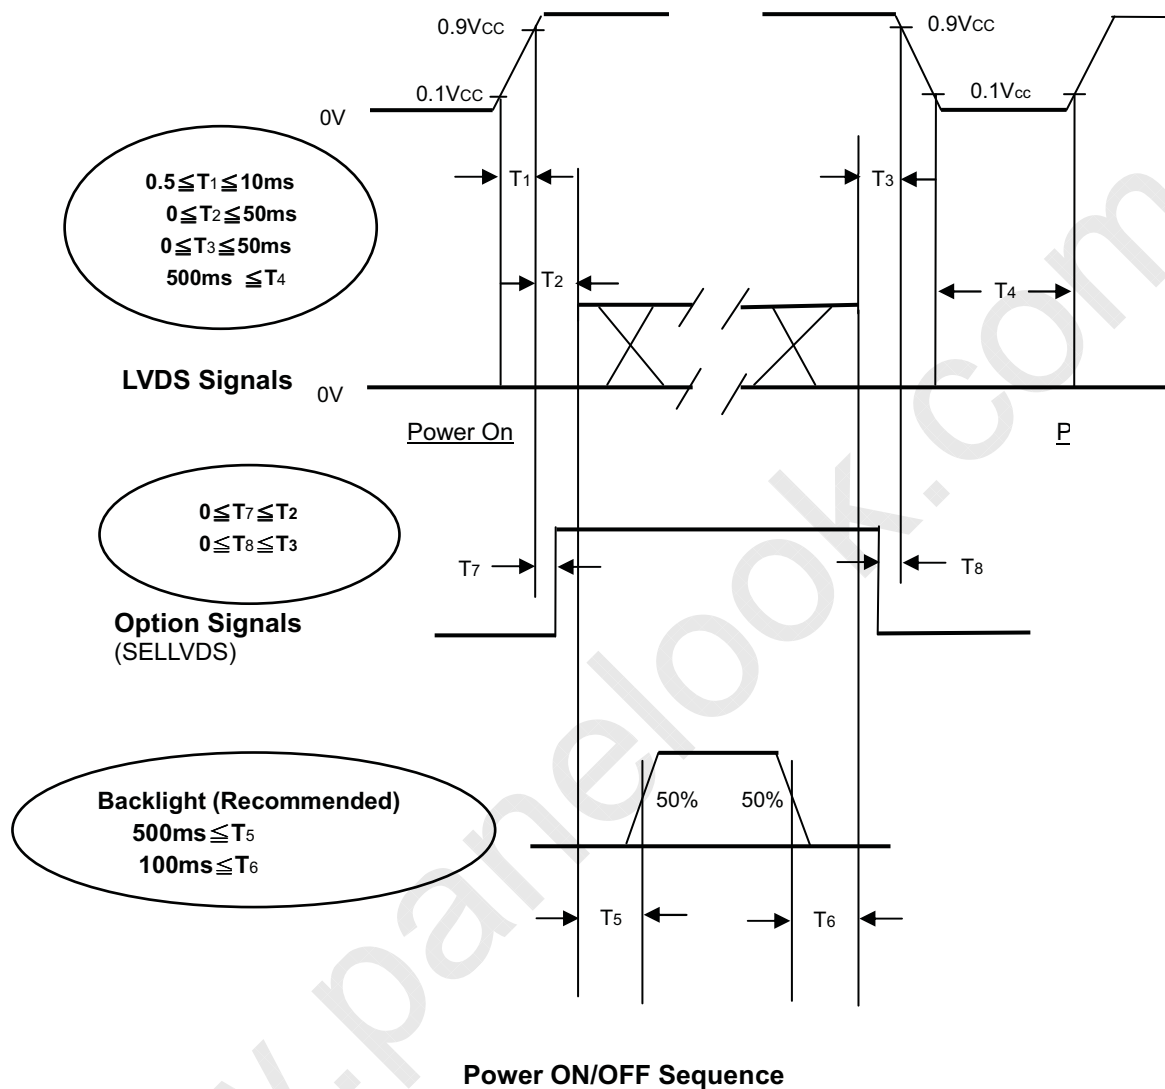 0.9VCC
0.9VCC
0.1VCC
0.1Vcc
0V
0.5≦T1≦10ms
0≦T2≦50ms
0≦T3≦50ms
500ms ≦T4
T1
T3
T2
T4
LVDS Signals
0V
Power On
P
0≦T7≦T2
0≦T8≦T3
T7
T8
Option Signals
(SELLVDS)
Backlight (Recommended)
500ms≦T5
100ms≦T6
50%
50%
T5
T6
Power ON/OFF Sequence
.panelook.com